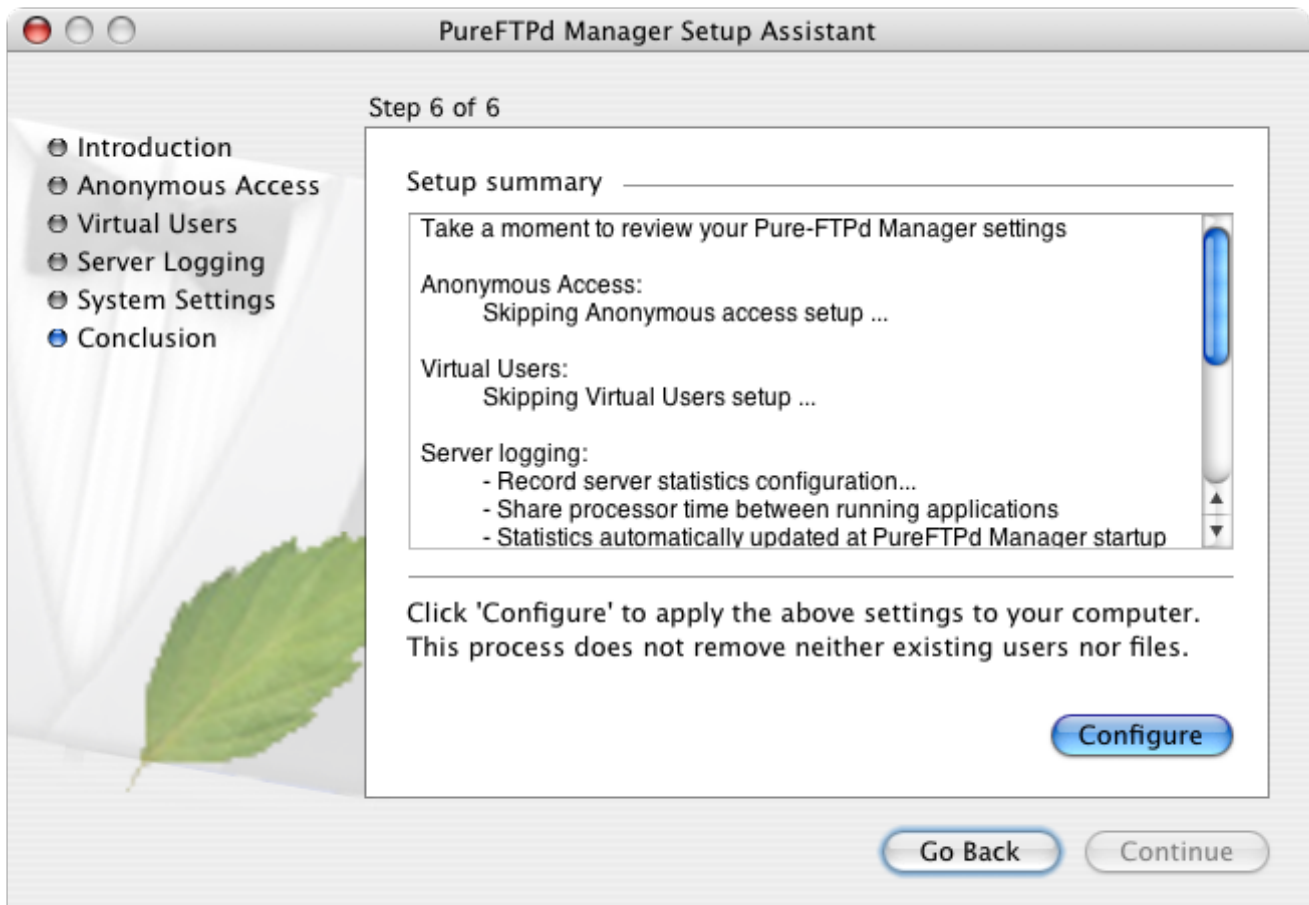 PureFTPd Manager Setup Assistant
Step 6 of 6
Introduction
Anonymous Access
Virtual Users
Server Logging
System Settings
Conclusion
Setup summary
Take a moment to review your Pure-FTPd Manager settings
Anonymous Access:
Skipping Anonymous access setup ...
Virtual Users:
Skipping Virtual Users setup ...
Server logging:
- Record server statistics configuration...
- Share processor time between running applications
- Statistics automatically updated at PureFTPd Manager startup
Click 'Configure' to apply the above settings to your computer.
This process does not remove neither existing users nor files.
Configure
Go Back
Continue